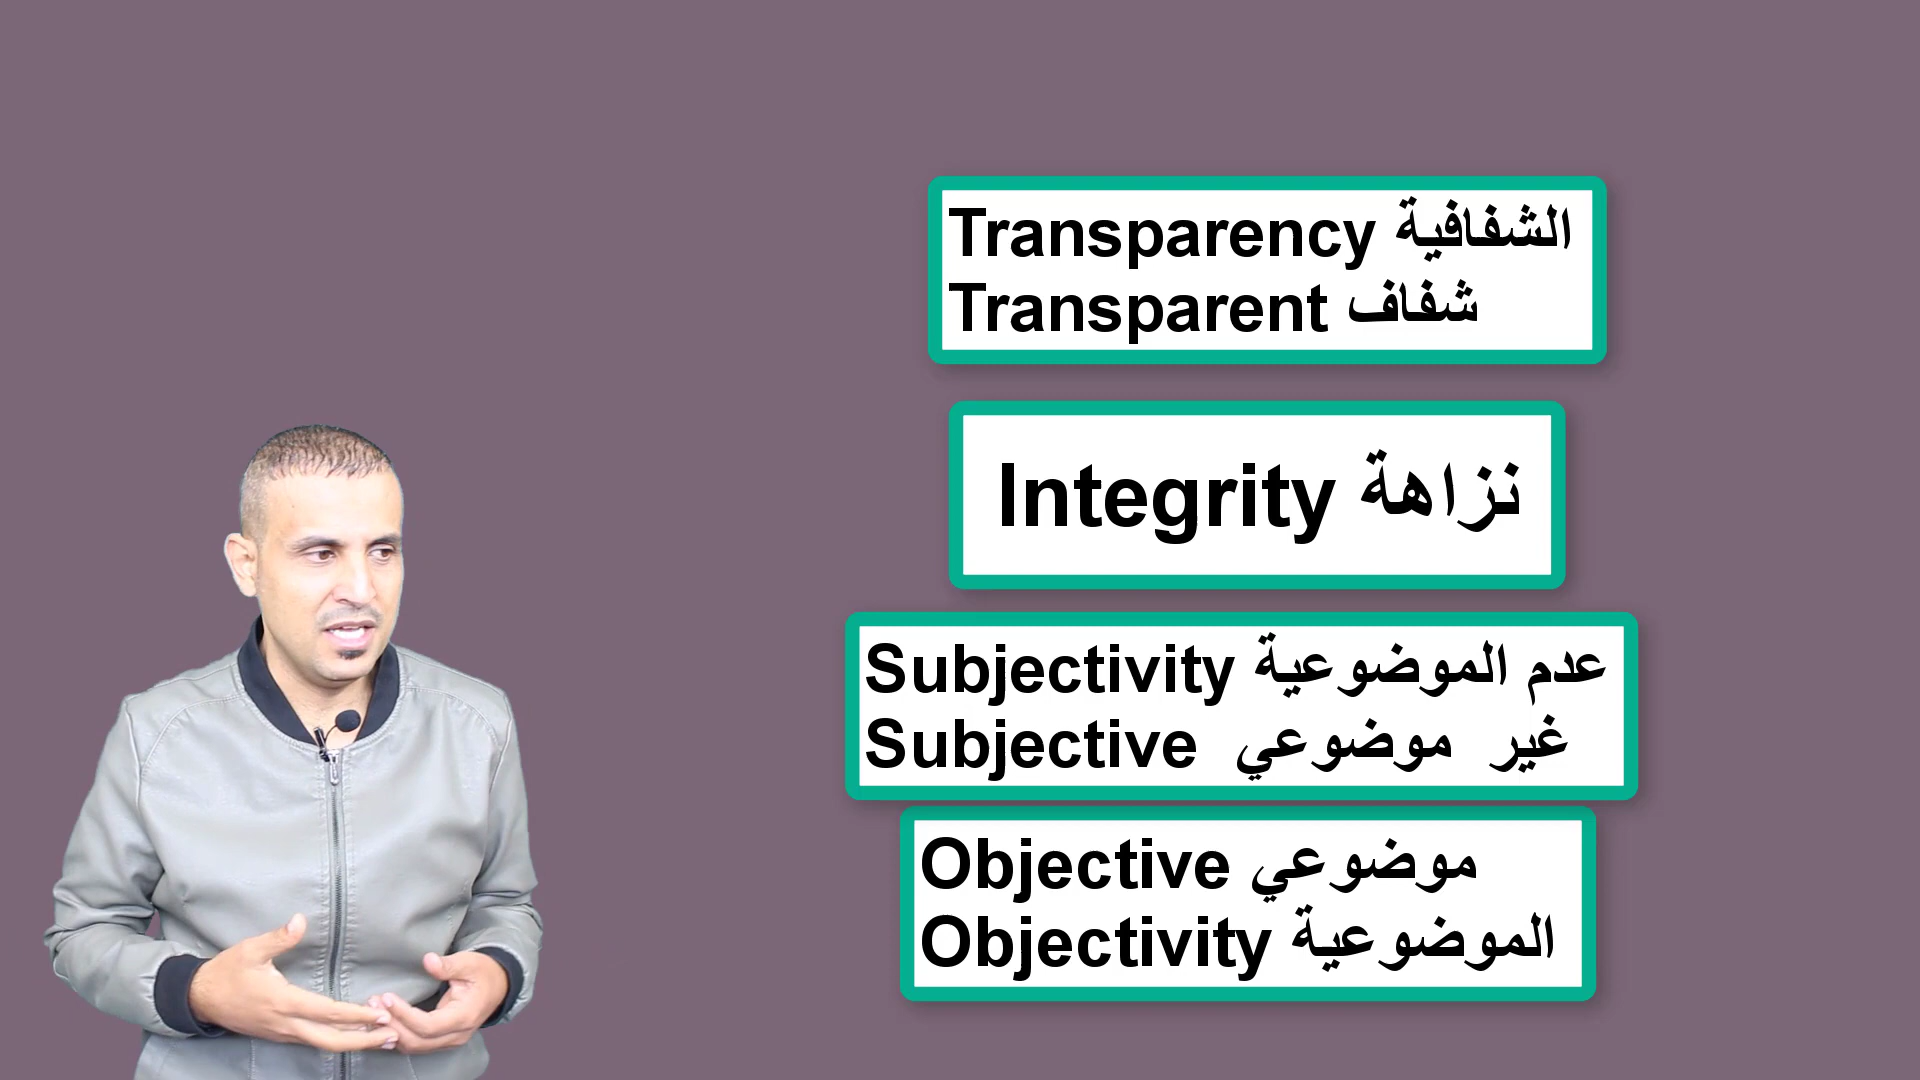 Transparency الشفافية
Transparent شفاف
Integrity نزاهة
Subjectivity عدم الموضوعية
Subjective غير موضوعي
Objective موضوعي
Objectivity الموضوعية